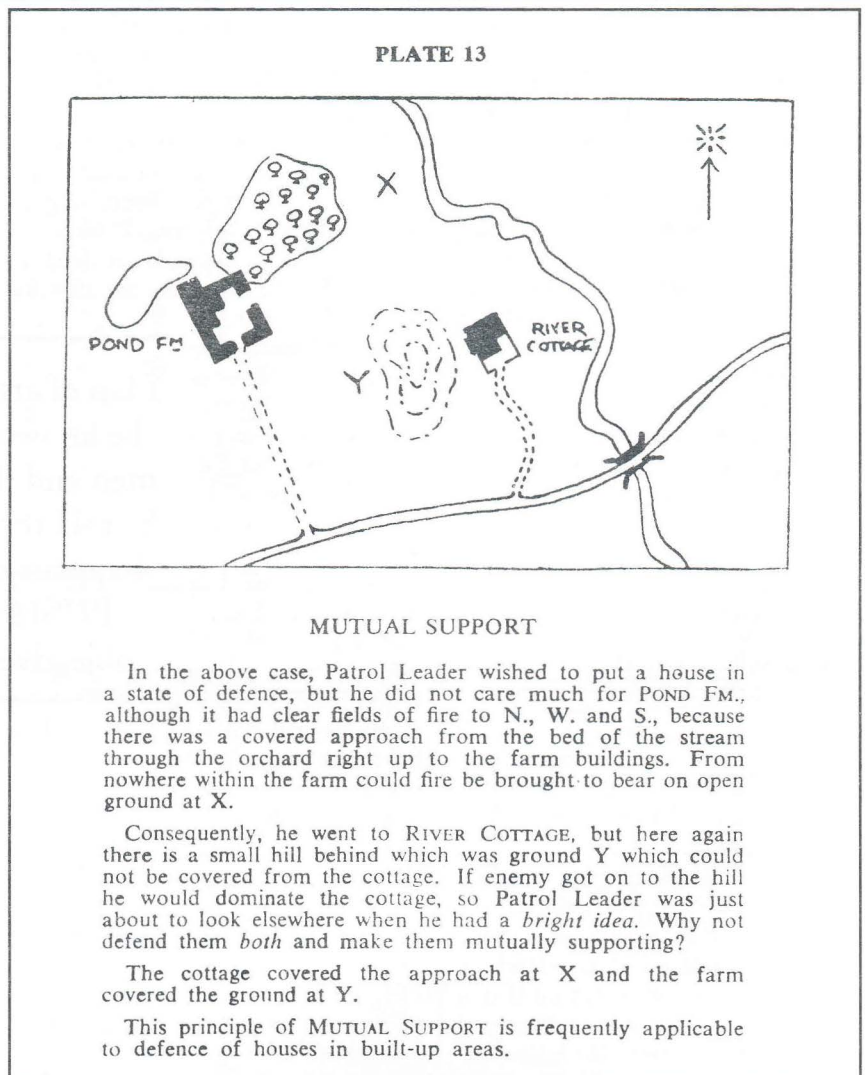 PLATE 13
X
POND FM
RIVER
COTTAGE
Y
MUTUAL SUPPORT
In the above case, Patrol Leader wished to put a house in
a state of defence, but he did not care much for POND FM.,
although it had clear fields of fire to N., W. and S., because
there was a covered approach from the bed of the stream
through the orchard right up to the farm buildings. From
nowhere within the farm could fire be brought to bear on open
ground at X.
Consequently, he went to RIVER COTTAGE, but here again
there is a small hill behind which was ground Y which could
not be covered from the cottage. If enemy got on to the hill
he would dominate the cottage, so Patrol Leader was just
about to look elsewhere when he had a bright idea. Why not
defend them both and make them mutually supporting?
The cottage covered the approach at X and the farm
covered the ground at Y.
This principle of MUTUAL SUPPORT is frequently applicable
to defence of houses in built-up areas.